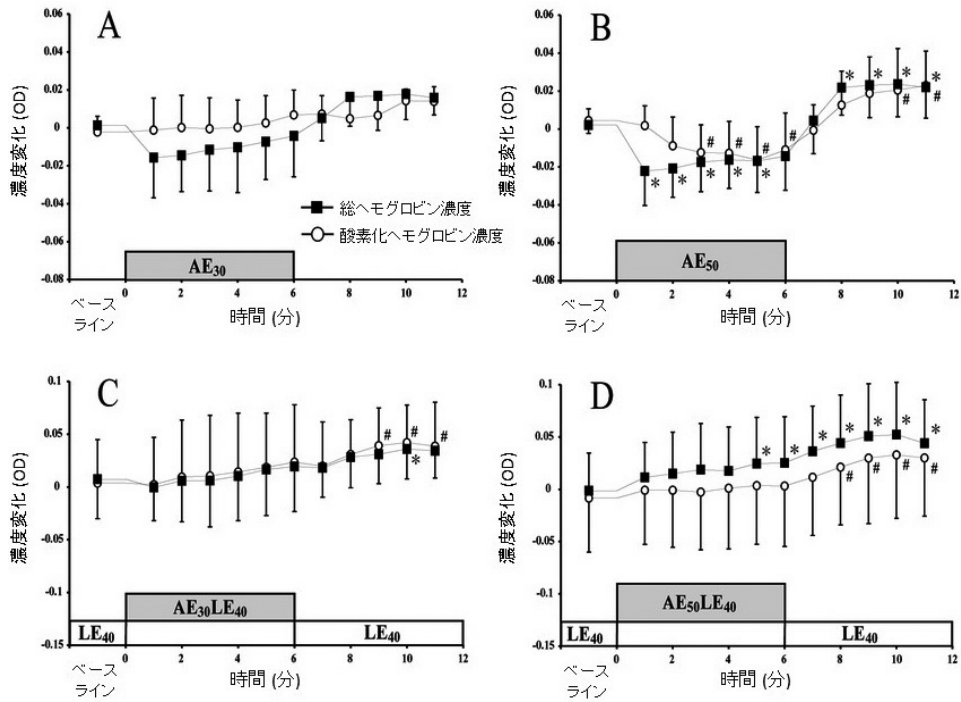 A
0.06
0.04
0.02
0
-0.02
-0.04
-0.06
-0.08
濃度変化 (OD)
総ヘモグロビン濃度
酸素化ヘモグロビン濃度
AE30
ベース
ライン
0 2 4 6 8 10 12
時間 (分)
B
0.06
0.04
0.02
0
-0.02
-0.04
-0.06
-0.08
濃度変化 (OD)
* * * *
# #
# # # #
* * * * *
AE50
ベース
ライン
0 2 4 6 8 10 12
時間 (分)
C
0.1
0.05
0
-0.05
-0.1
-0.15
濃度変化 (OD)
# # #
*
AE30LE40
LE40 LE40
ベース
ライン
0 2 4 6 8 10 12
時間 (分)
D
0.1
0.05
0
-0.05
-0.1
-0.15
濃度変化 (OD)
* * * * * * *
# # # #
AE50LE40
LE40 LE40
ベース
ライン
0 2 4 6 8 10 12
時間 (分)